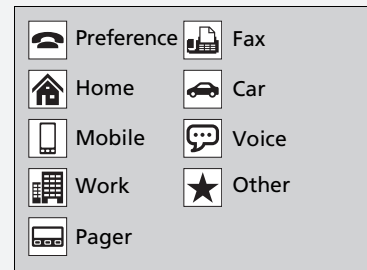 Preference
Home
Mobile
Work
Pager
Fax
Car
Voice
Other